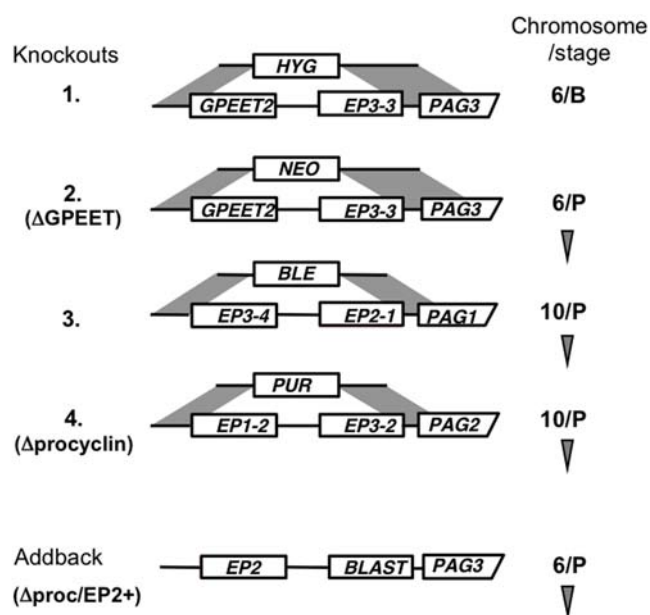 Knockouts
Chromosome
/stage
HYG
1.
GPEET2 EP3-3 PAG3
6/B
NEO
2.
(ΔGPEET)
GPEET2 EP3-3 PAG3
6/P
BLE
3.
EP3-4 EP2-1 PAG1
10/P
PUR
4.
(Δprocyclin)
EP1-2 EP3-2 PAG2
10/P
Addback
(Δproc/EP2+)
EP2 BLAST PAG3
6/P